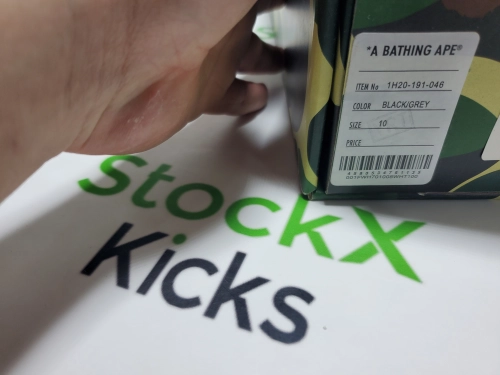 "A BATHING APE®
ITEM No 1H20-191-046
COLOR BLACK/GREY
SIZE 10
PRICE
StockX
Kicks